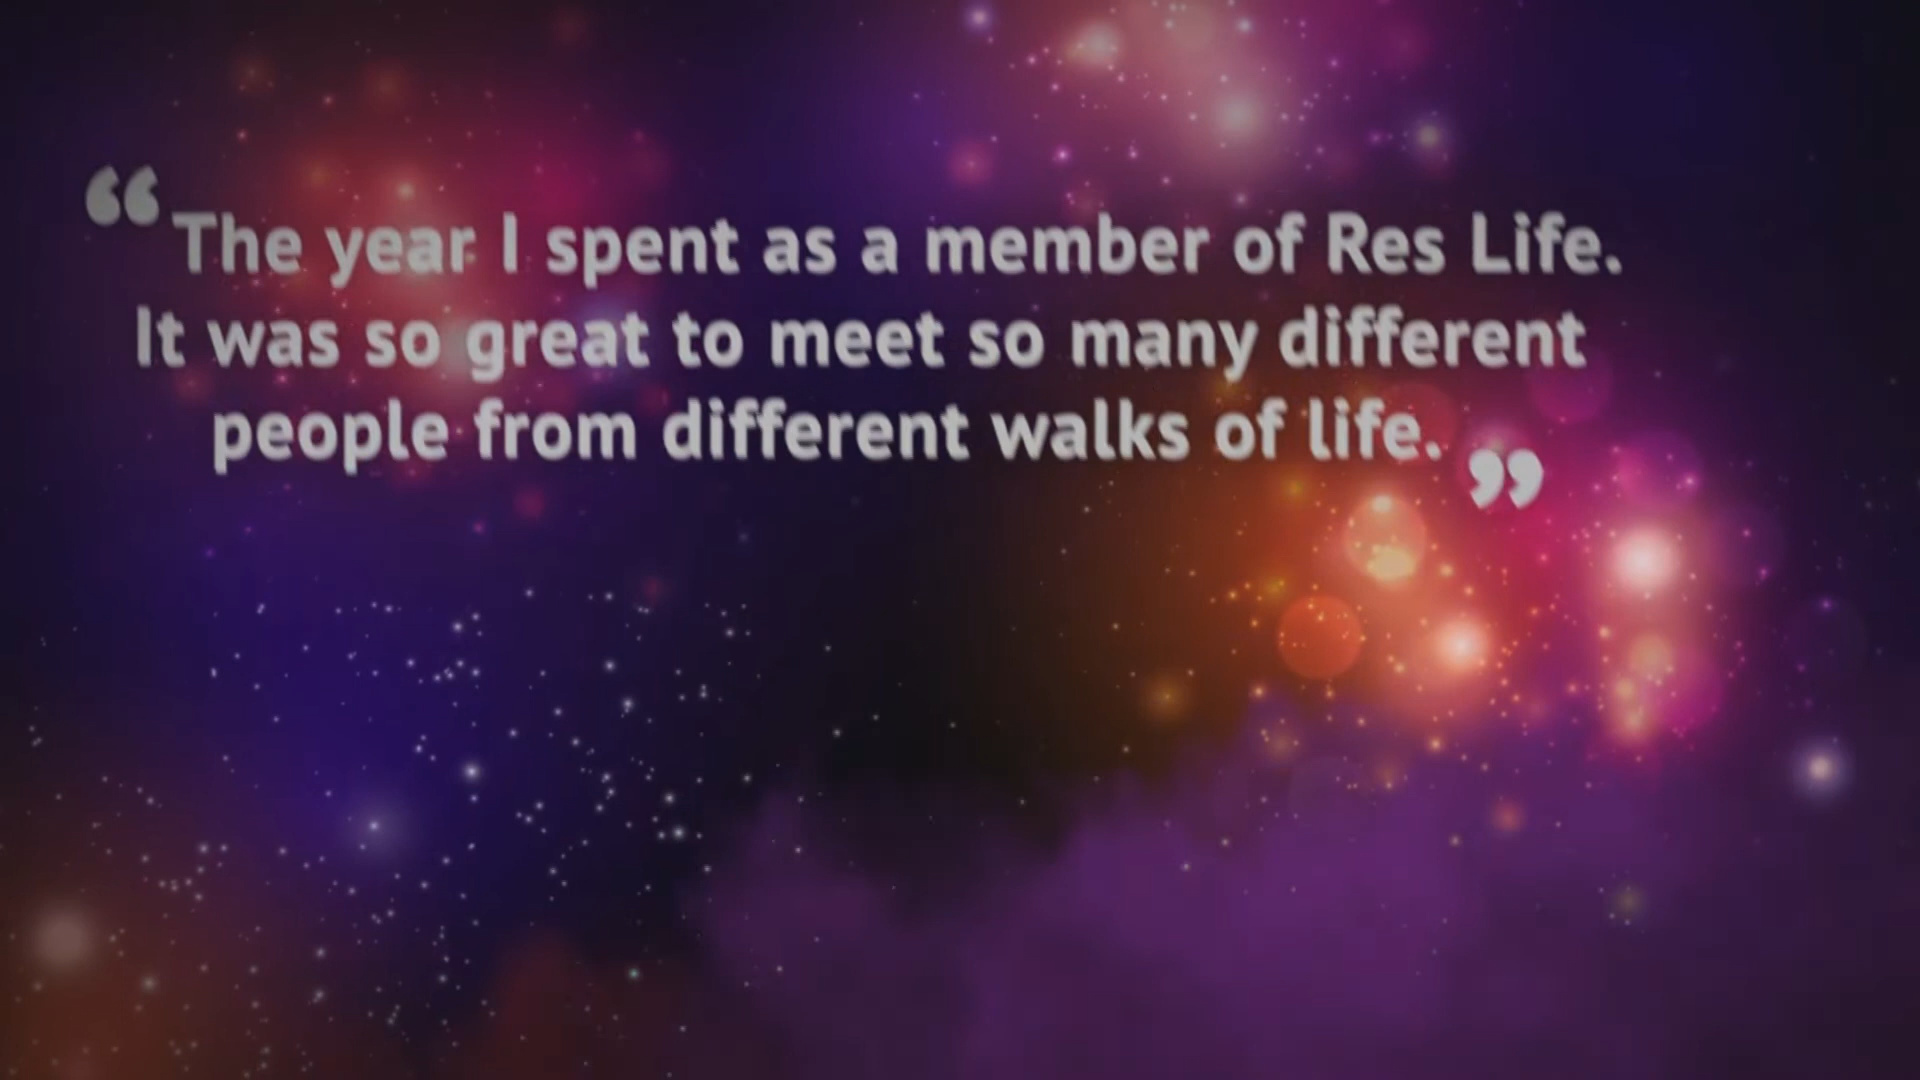 “The year I spent as a member of Res Life.
It was so great to meet so many different
people from different walks of life.”